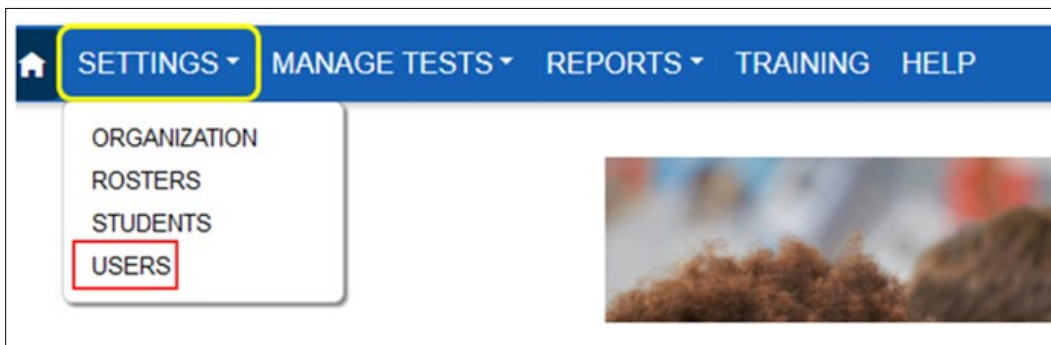 SETTINGS MANAGE TESTS REPORTS TRAINING HELP
ORGANIZATION
ROSTERS
STUDENTS
USERS